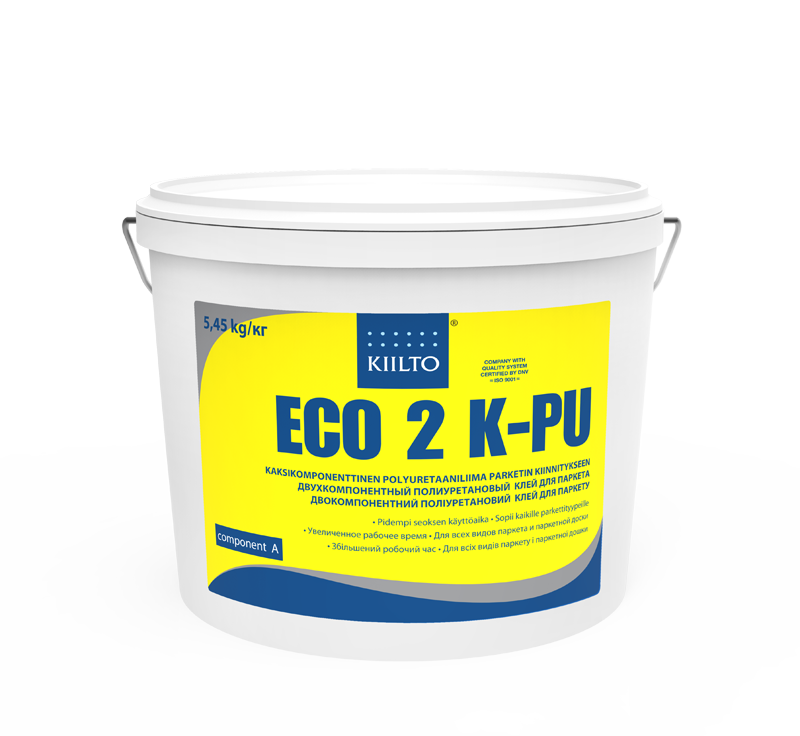 5,45 kg/кг
KIILTO®
COMPANY WITH
QUALITY SYSTEM
CERTIFIED BY DNV
= ISO 9001 =
ECO 2 K-PU
KAKSIKOMPONENTTINEN POLYURETAANILIIMA PARKETIN KIINNITYKSEEN
ДВУХКОМПОНЕНТНЫЙ ПОЛИУРЕТАНОВЫЙ КЛЕЙ ДЛЯ ПАРКЕТА
ДВОКОМПОНЕНТНИЙ ПОЛІУРЕТАНОВИЙ КЛЕЙ ДЛЯ ПАРКЕТУ
• Pidempi seoksen käyttöaika • Sopii kaikille parkettityypeille
• Увеличенное рабочее время • Для всех видов паркета и паркетной доски
• Збільшений робочий час • Для всіх видів паркету і паркетної дошки
component A